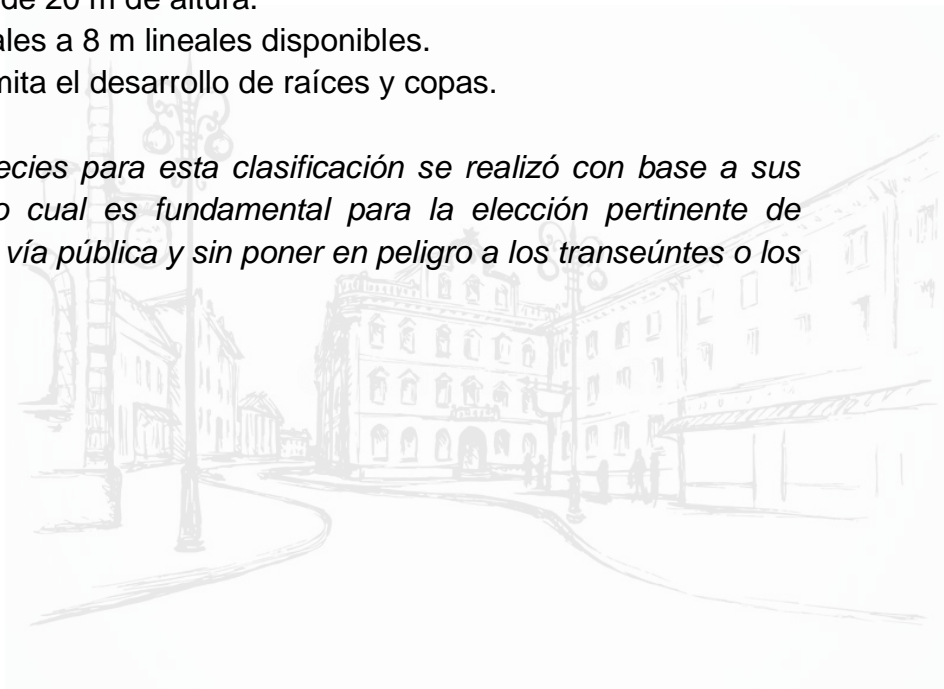 de 20 m de altura.
ales a 8 m lineales disponibles.
mita el desarrollo de raíces y copas.
ecies para esta clasificación se realizó con base a sus
o cual es fundamental para la elección pertinente de
vía pública y sin poner en peligro a los transeúntes o los